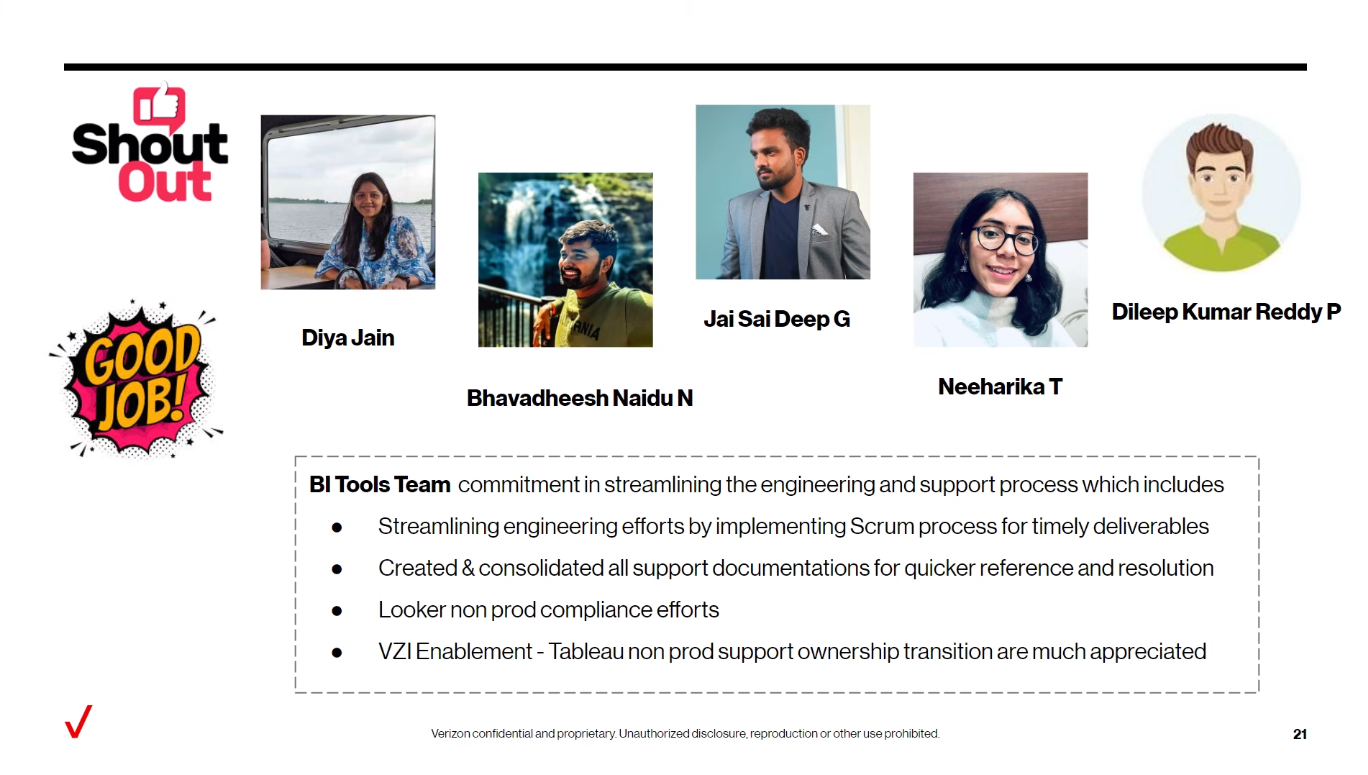 Shout
Out
GOOD
JOB!
Diya Jain
Bhavadheesh Naidu N
Jai Sai Deep G
Neeharika T
Dileep Kumar Reddy P
BI Tools Team commitment in streamlining the engineering and support process which includes
● Streamlining engineering efforts by implementing Scrum process for timely deliverables
● Created & consolidated all support documentations for quicker reference and resolution
● Looker non prod compliance efforts
● VZI Enablement - Tableau non prod support ownership transition are much appreciated
Verizon confidential and proprietary. Unauthorized disclosure, reproduction or other use prohibited.
21